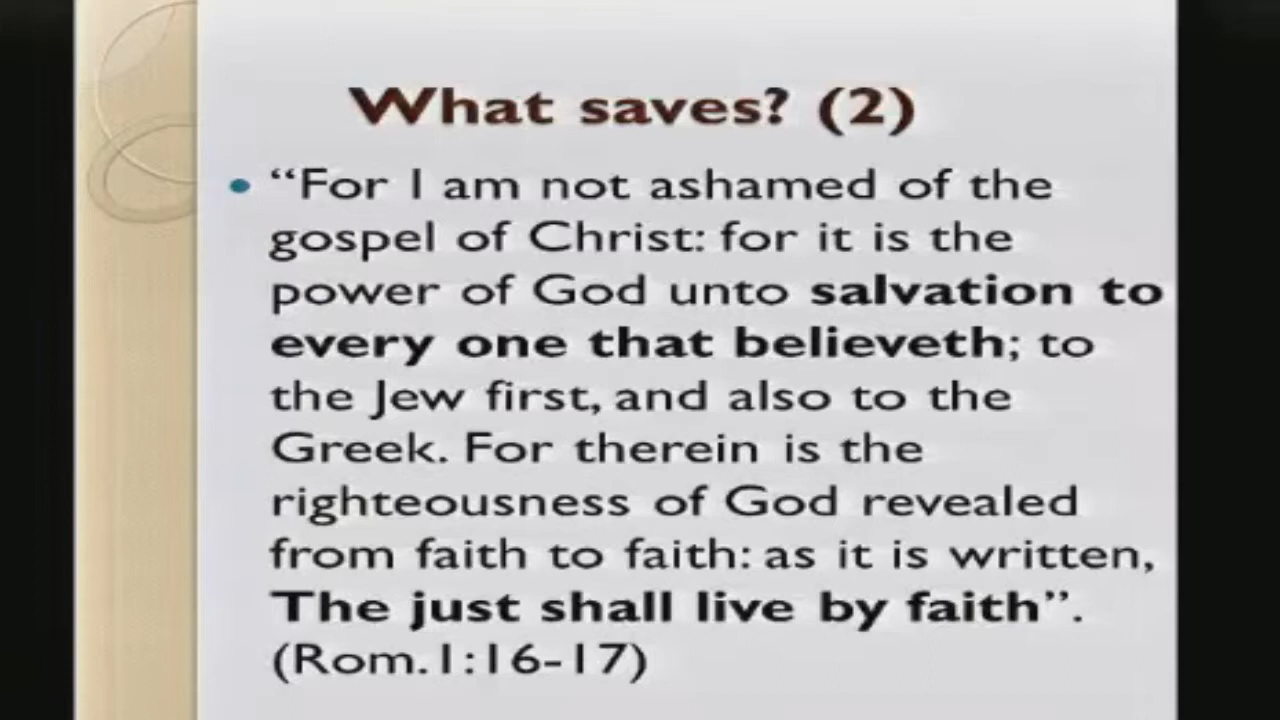 What saves? (2)
• “For I am not ashamed of the
gospel of Christ: for it is the
power of God unto salvation to
every one that believeth; to
the Jew first, and also to the
Greek. For therein is the
righteousness of God revealed
from faith to faith: as it is written,
The just shall live by faith”.
(Rom.1:16-17)